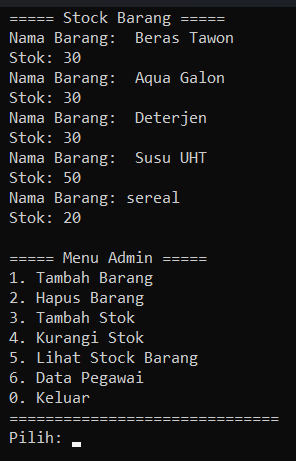 ===== Stock Barang =====
Nama Barang:  Beras Tawon
Stok: 30
Nama Barang:  Aqua Galon
Stok: 30
Nama Barang:  Deterjen
Stok: 30
Nama Barang:  Susu UHT
Stok: 50
Nama Barang: sereal
Stok: 20

===== Menu Admin =====
1. Tambah Barang
2. Hapus Barang
3. Tambah Stok
4. Kurangi Stok
5. Lihat Stock Barang
6. Data Pegawai
0. Keluar
==============================
Pilih: